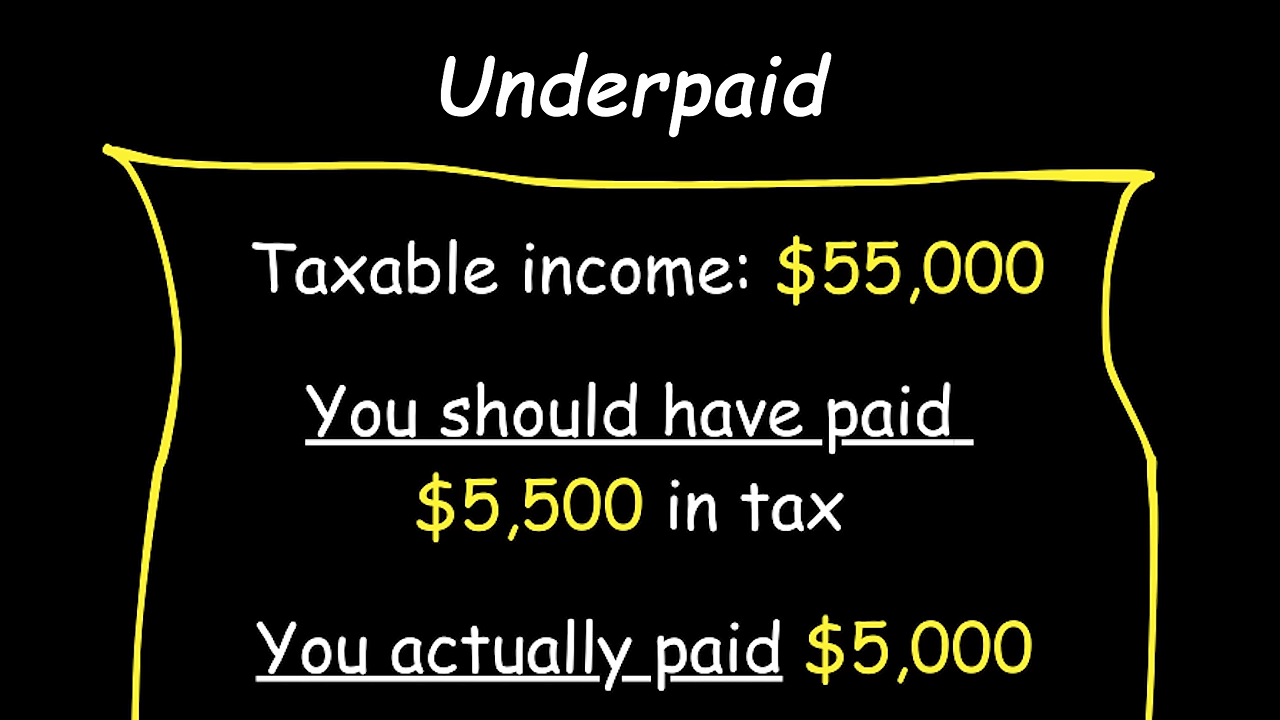 Underpaid
Taxable income: $55,000
You should have paid
$5,500 in tax
You actually paid $5,000